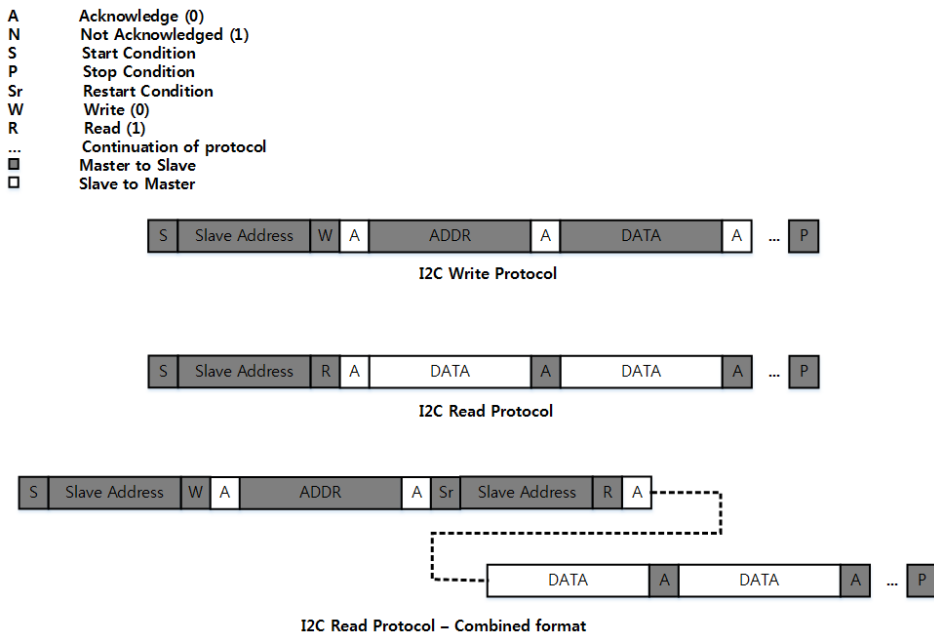 A Acknowledge (0)
N Not Acknowledged (1)
S Start Condition
P Stop Condition
Sr Restart Condition
W Write (0)
R Read (1)
... Continuation of protocol
Master to Slave
Slave to Master
S Slave Address W A ADDR A DATA A ... P
I2C Write Protocol
S Slave Address R A DATA A DATA A ... P
I2C Read Protocol
S Slave Address W A ADDR A Sr Slave Address R A
DATA A DATA A ... P
I2C Read Protocol – Combined format